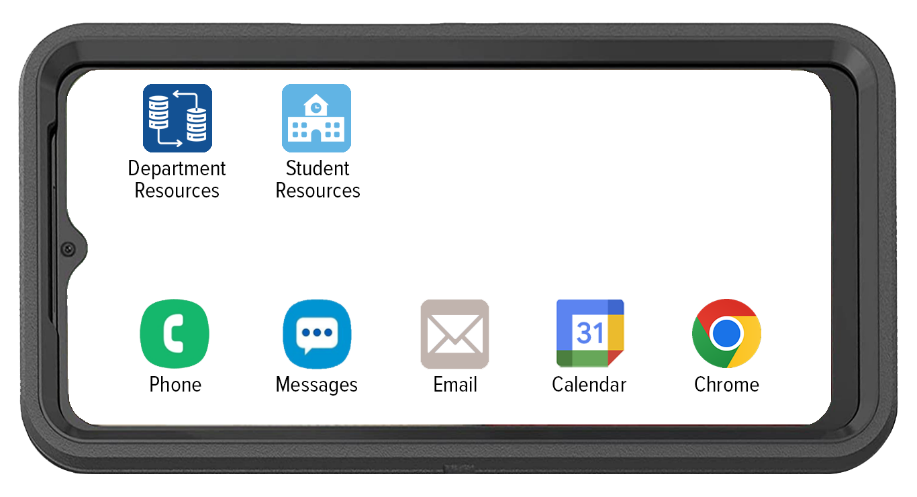 Department
Resources
Student
Resources
Phone
Messages
Email
31
Calendar
Chrome